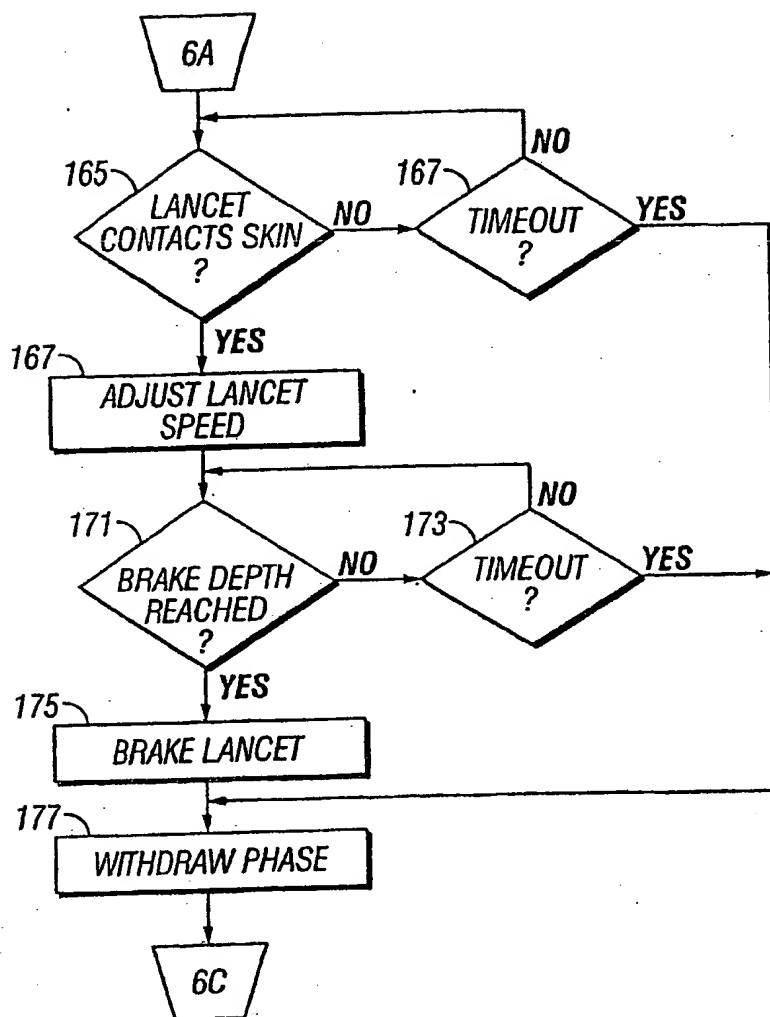 6A
NO
165
167
LANCET
CONTACTS SKIN
?
NO
TIMEOUT
?
YES
YES
167
ADJUST LANCET
SPEED
NO
171
173
BRAKE DEPTH
REACHED
?
NO
TIMEOUT
?
YES
YES
175
BRAKE LANCET
177
WITHDRAW PHASE
6C